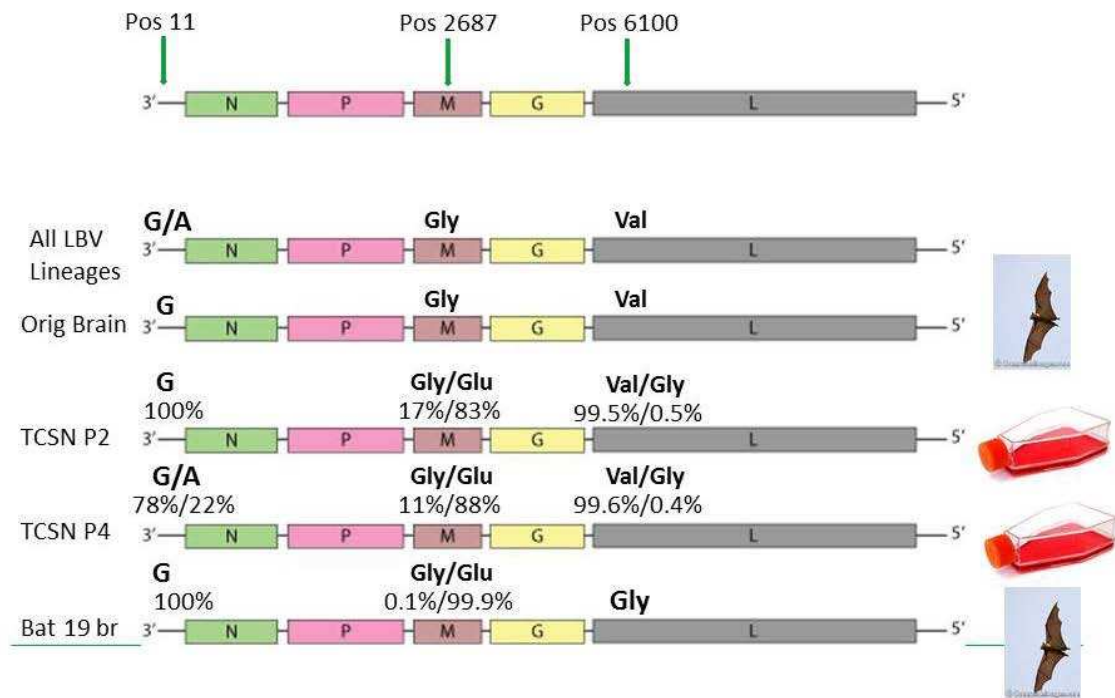 Pos 11 Pos 2687 Pos 6100
3’ N P M G L 5’
G/A Gly Val
All LBV
Lineages
3’ N P M G L 5’
G Gly Val
Orig Brain 3’ N P M G L 5’
G Gly/Glu Val/Gly
100% 17%/83% 99.5%/0.5%
TCSN P2 3’ N P M G L 5’
G/A Gly/Glu Val/Gly
78%/22% 11%/88% 99.6%/0.4%
TCSN P4 3’ N P M G L 5’
G Gly/Glu Gly
100% 0.1%/99.9%
Bat 19 br 3’ N P M G L 5’